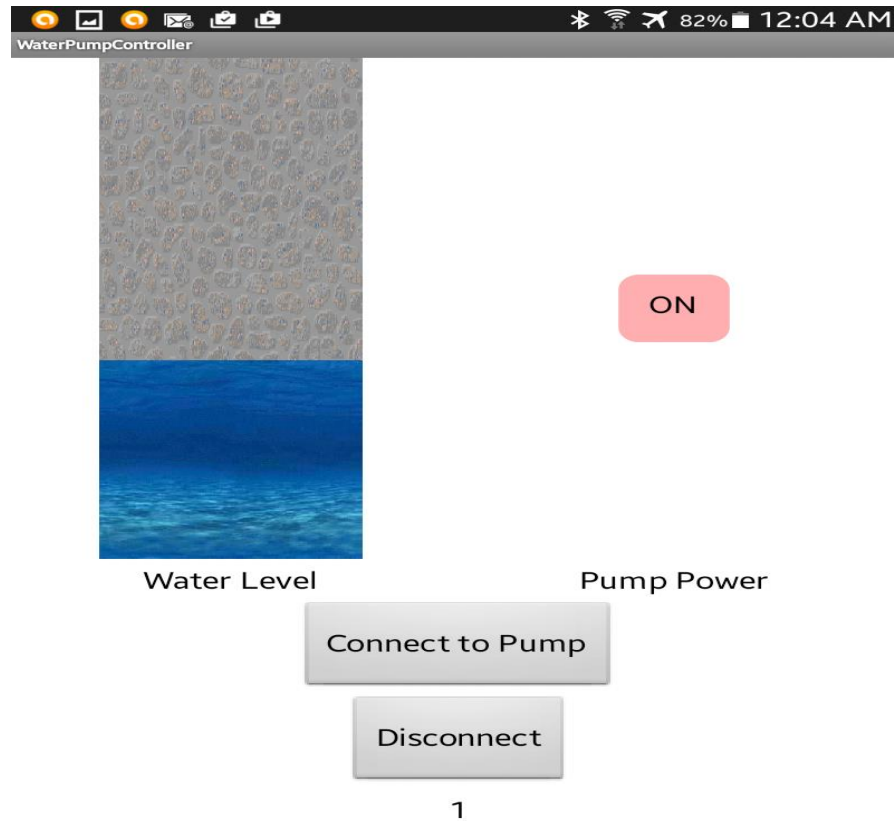 82% 12:04 AM
WaterPumpController
ON
Water Level Pump Power
Connect to Pump
Disconnect
1